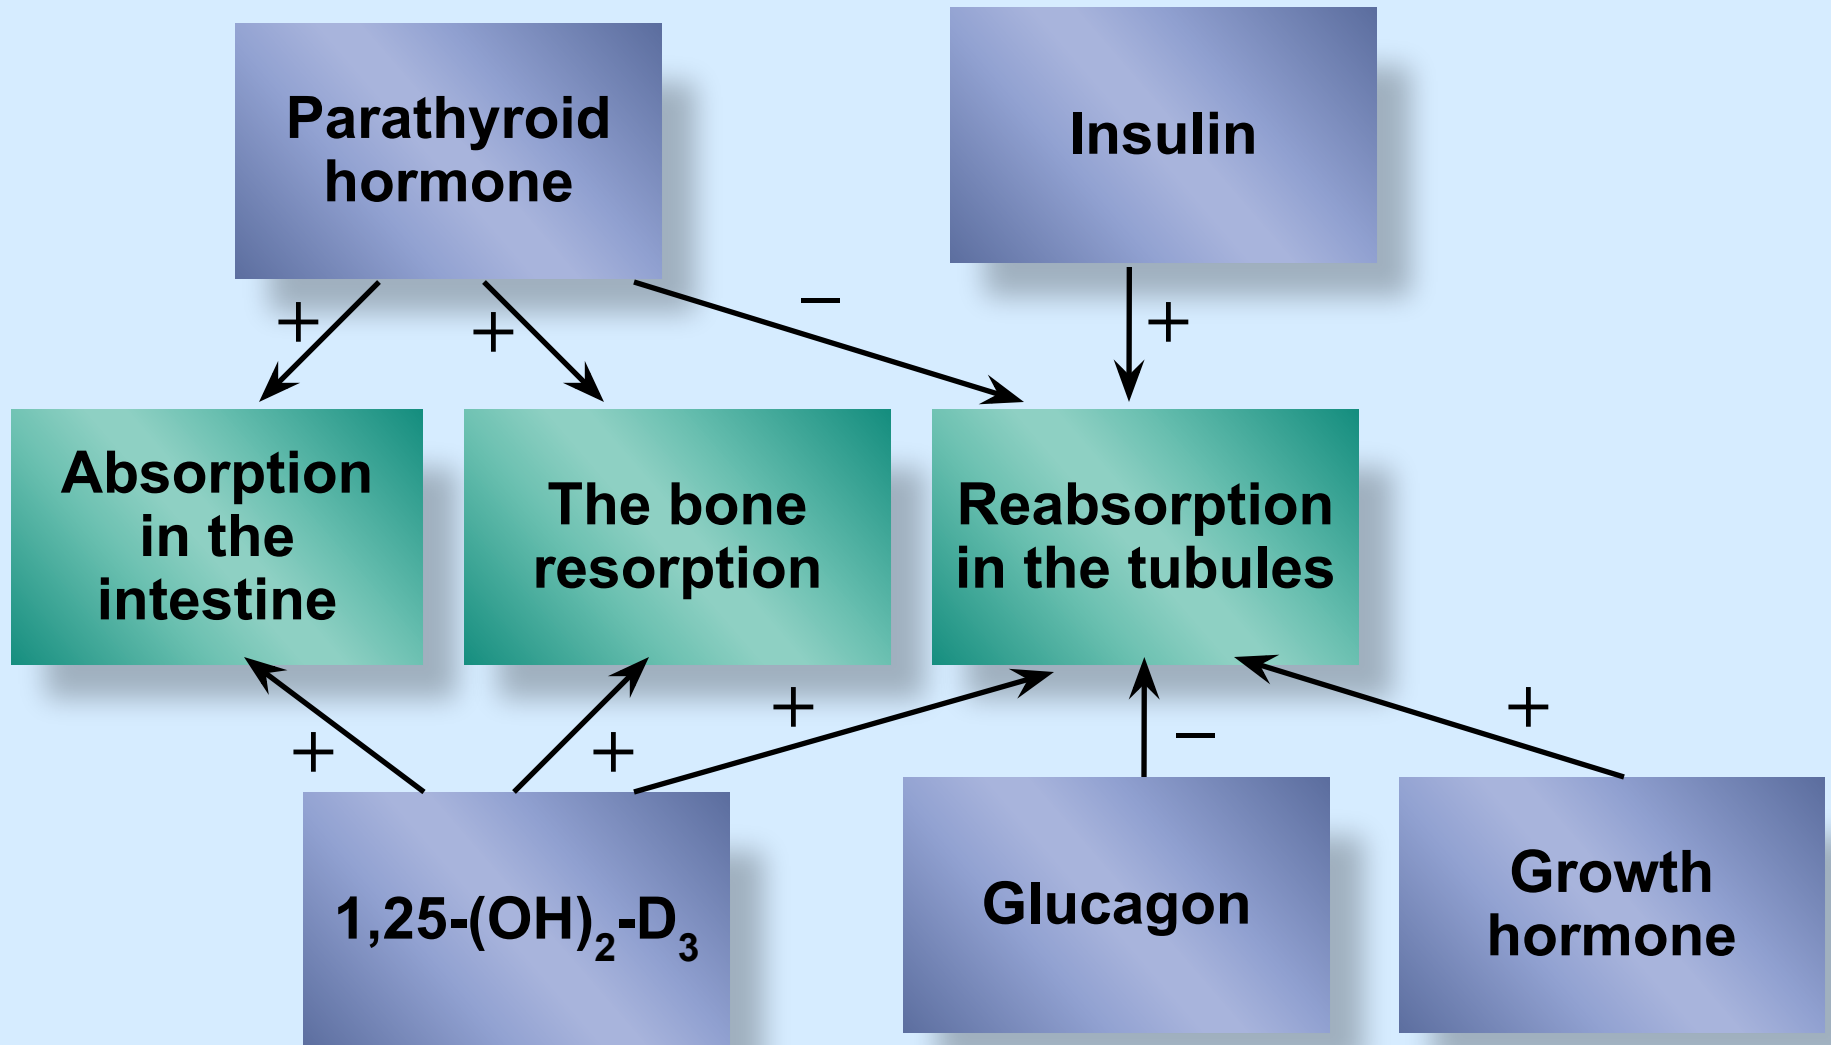 Parathyroid
hormone
Insulin
+
+
–
+
Absorption
in the
intestine
The bone
resorption
Reabsorption
in the tubules
+
+
+
–
+
1,25-(OH)₂-D₃
Glucagon
Growth
hormone